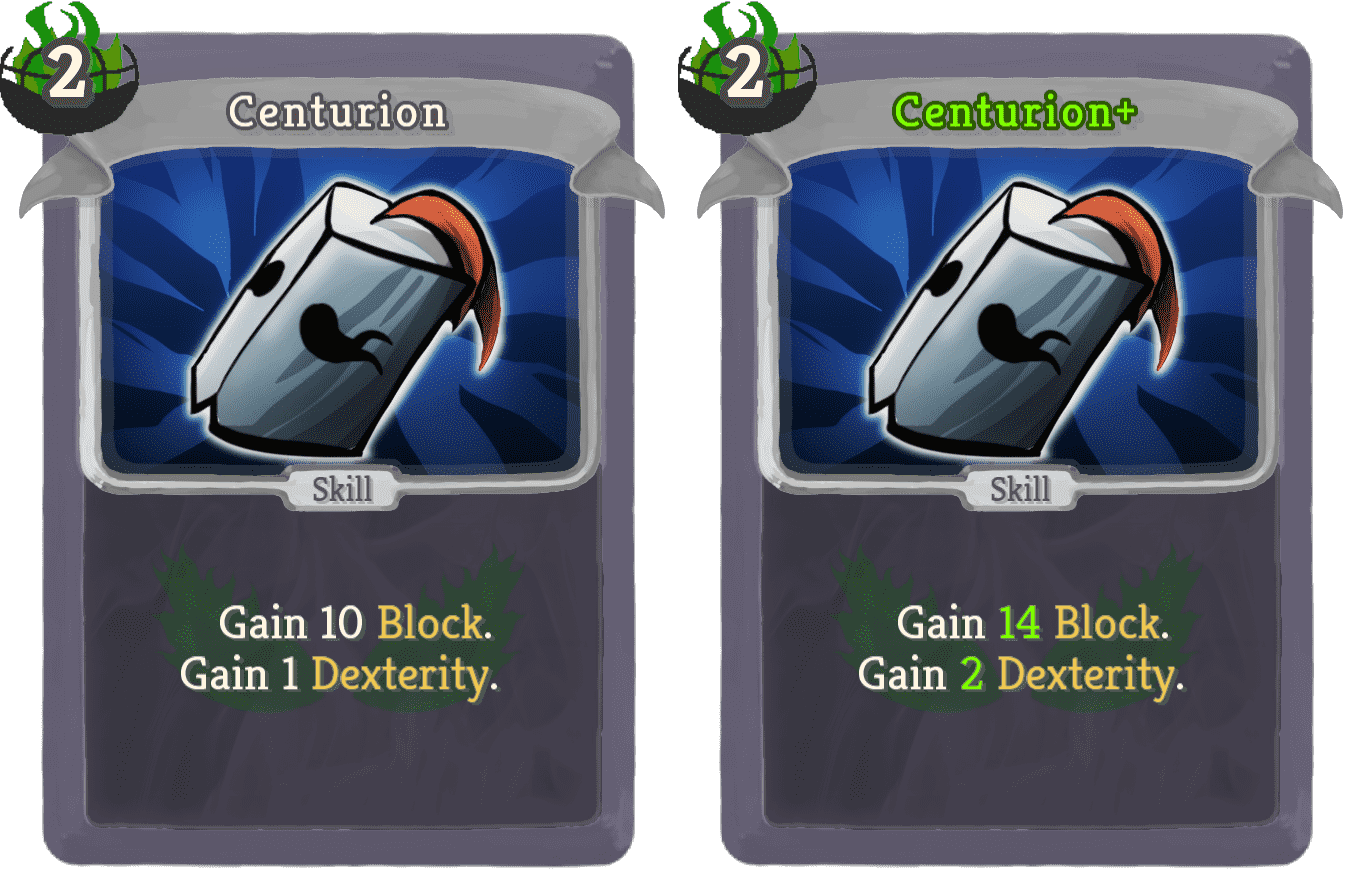 2
Centurion
Skill
Gain 10 Block.
Gain 1 Dexterity.
2
Centurion+
Skill
Gain 14 Block.
Gain 2 Dexterity.